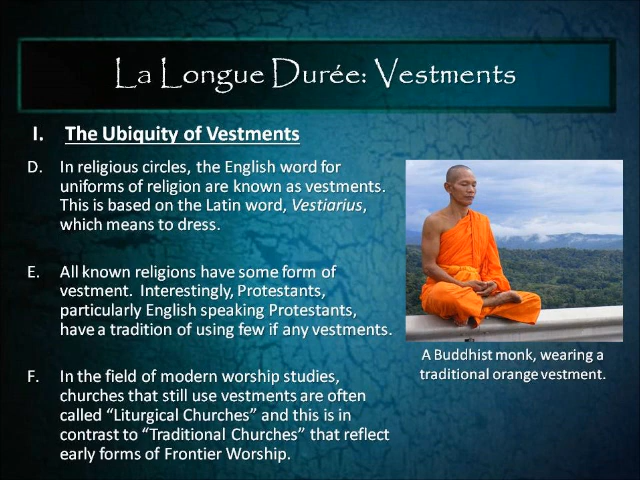 La Longue Durée: Vestments
I. The Ubiquity of Vestments
D. In religious circles, the English word for
uniforms of religion are known as vestments.
This is based on the Latin word, Vestiarius,
which means to dress.
E. All known religions have some form of
vestment. Interestingly, Protestants,
particularly English speaking Protestants,
have a tradition of using few if any vestments.
F. In the field of modern worship studies,
churches that still use vestments are often
called “Liturgical Churches” and this is in
contrast to “Traditional Churches” that reflect
early forms of Frontier Worship.
A Buddhist monk, wearing a
traditional orange vestment.